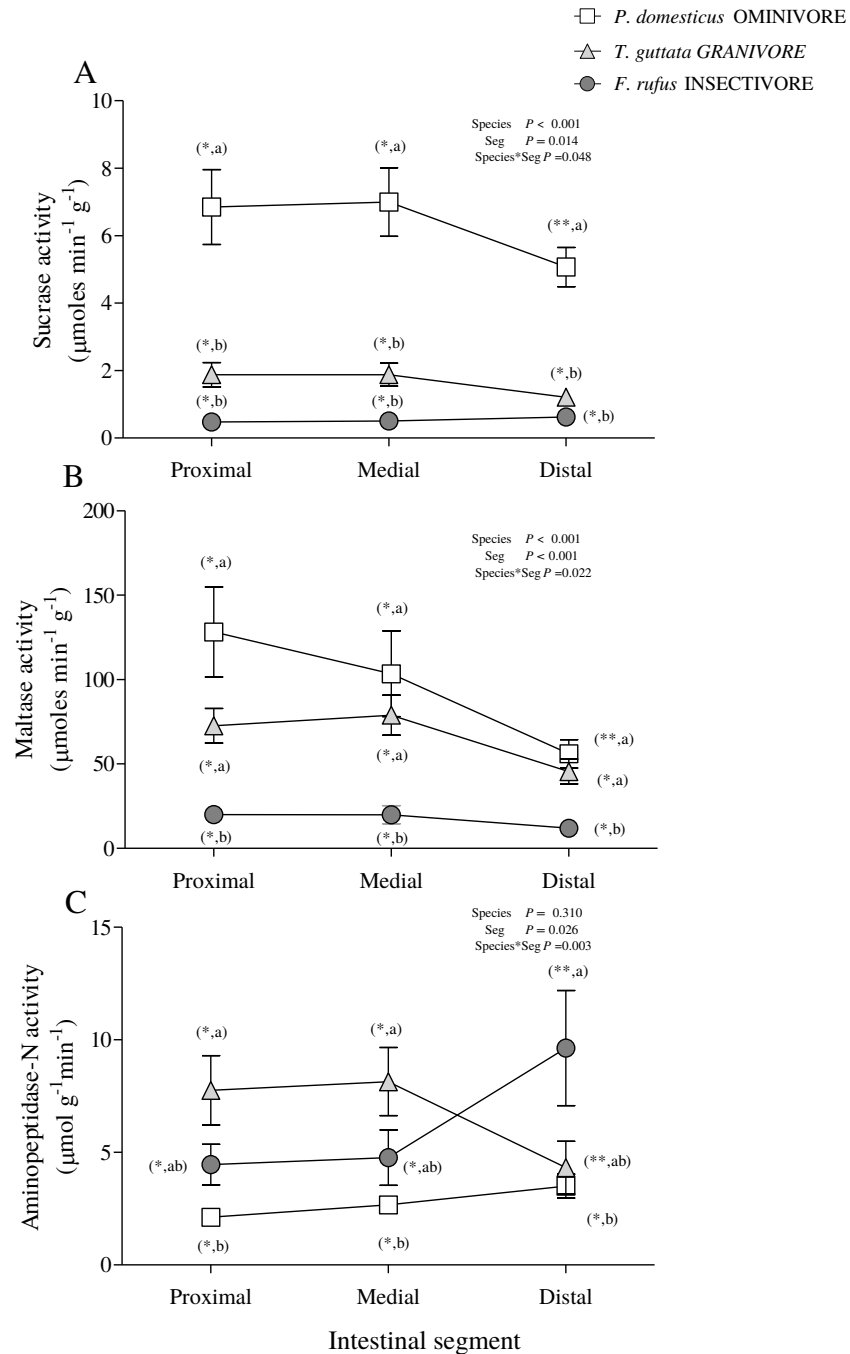 P. domesticus OMINIVORE
T. guttata GRANIVORE
F. rufus INSECTIVORE
A
Sucrase activity
(μmoles min⁻¹ g⁻¹)
10
8
6
4
2
0
Species P < 0.001
Seg P = 0.014
Species*Seg P =0.048
(*,a)
(*,a)
(**,a)
(*,b)
(*,b)
(*,b)
(*,b)
(*,b)
(*,b)
Proximal Medial Distal
B
Maltase activity
(μmoles min⁻¹ g⁻¹)
200
150
100
50
0
Species P < 0.001
Seg P < 0.001
Species*Seg P =0.022
(*,a)
(*,a)
(**,a)
(*,a)
(*,a)
(*,a)
(*,b)
(*,b)
(*,b)
Proximal Medial Distal
C
Aminopeptidase-N activity
(μmol g⁻¹min⁻¹)
15
10
5
0
Species P = 0.310
Seg P = 0.026
Species*Seg P =0.003
(**,a)
(*,a)
(*,a)
(*,ab)
(*,ab)
(**,ab)
(*,b)
(*,b)
(*,b)
Proximal Medial Distal
Intestinal segment